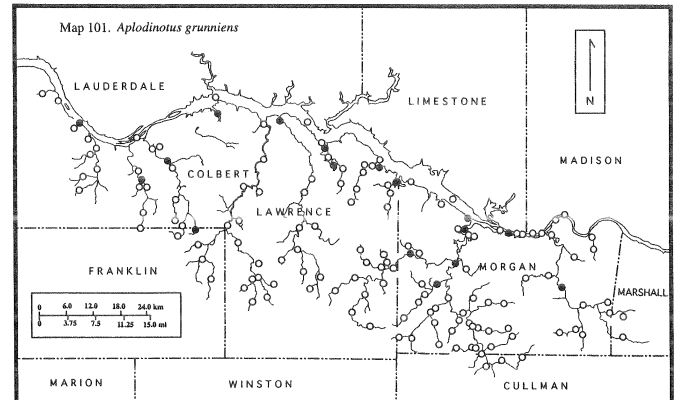 Map 101. Aplodinotus grunniens
LAUDERDALE
LIMESTONE
N
MADISON
COLBERT
LAWRENCE
FRANKLIN
MORGAN
MARSHALL
0 6.0 12.0 18.0 24.0 km
0 3.75 7.5 11.25 15.0 mi
MARION
WINSTON
CULLMAN